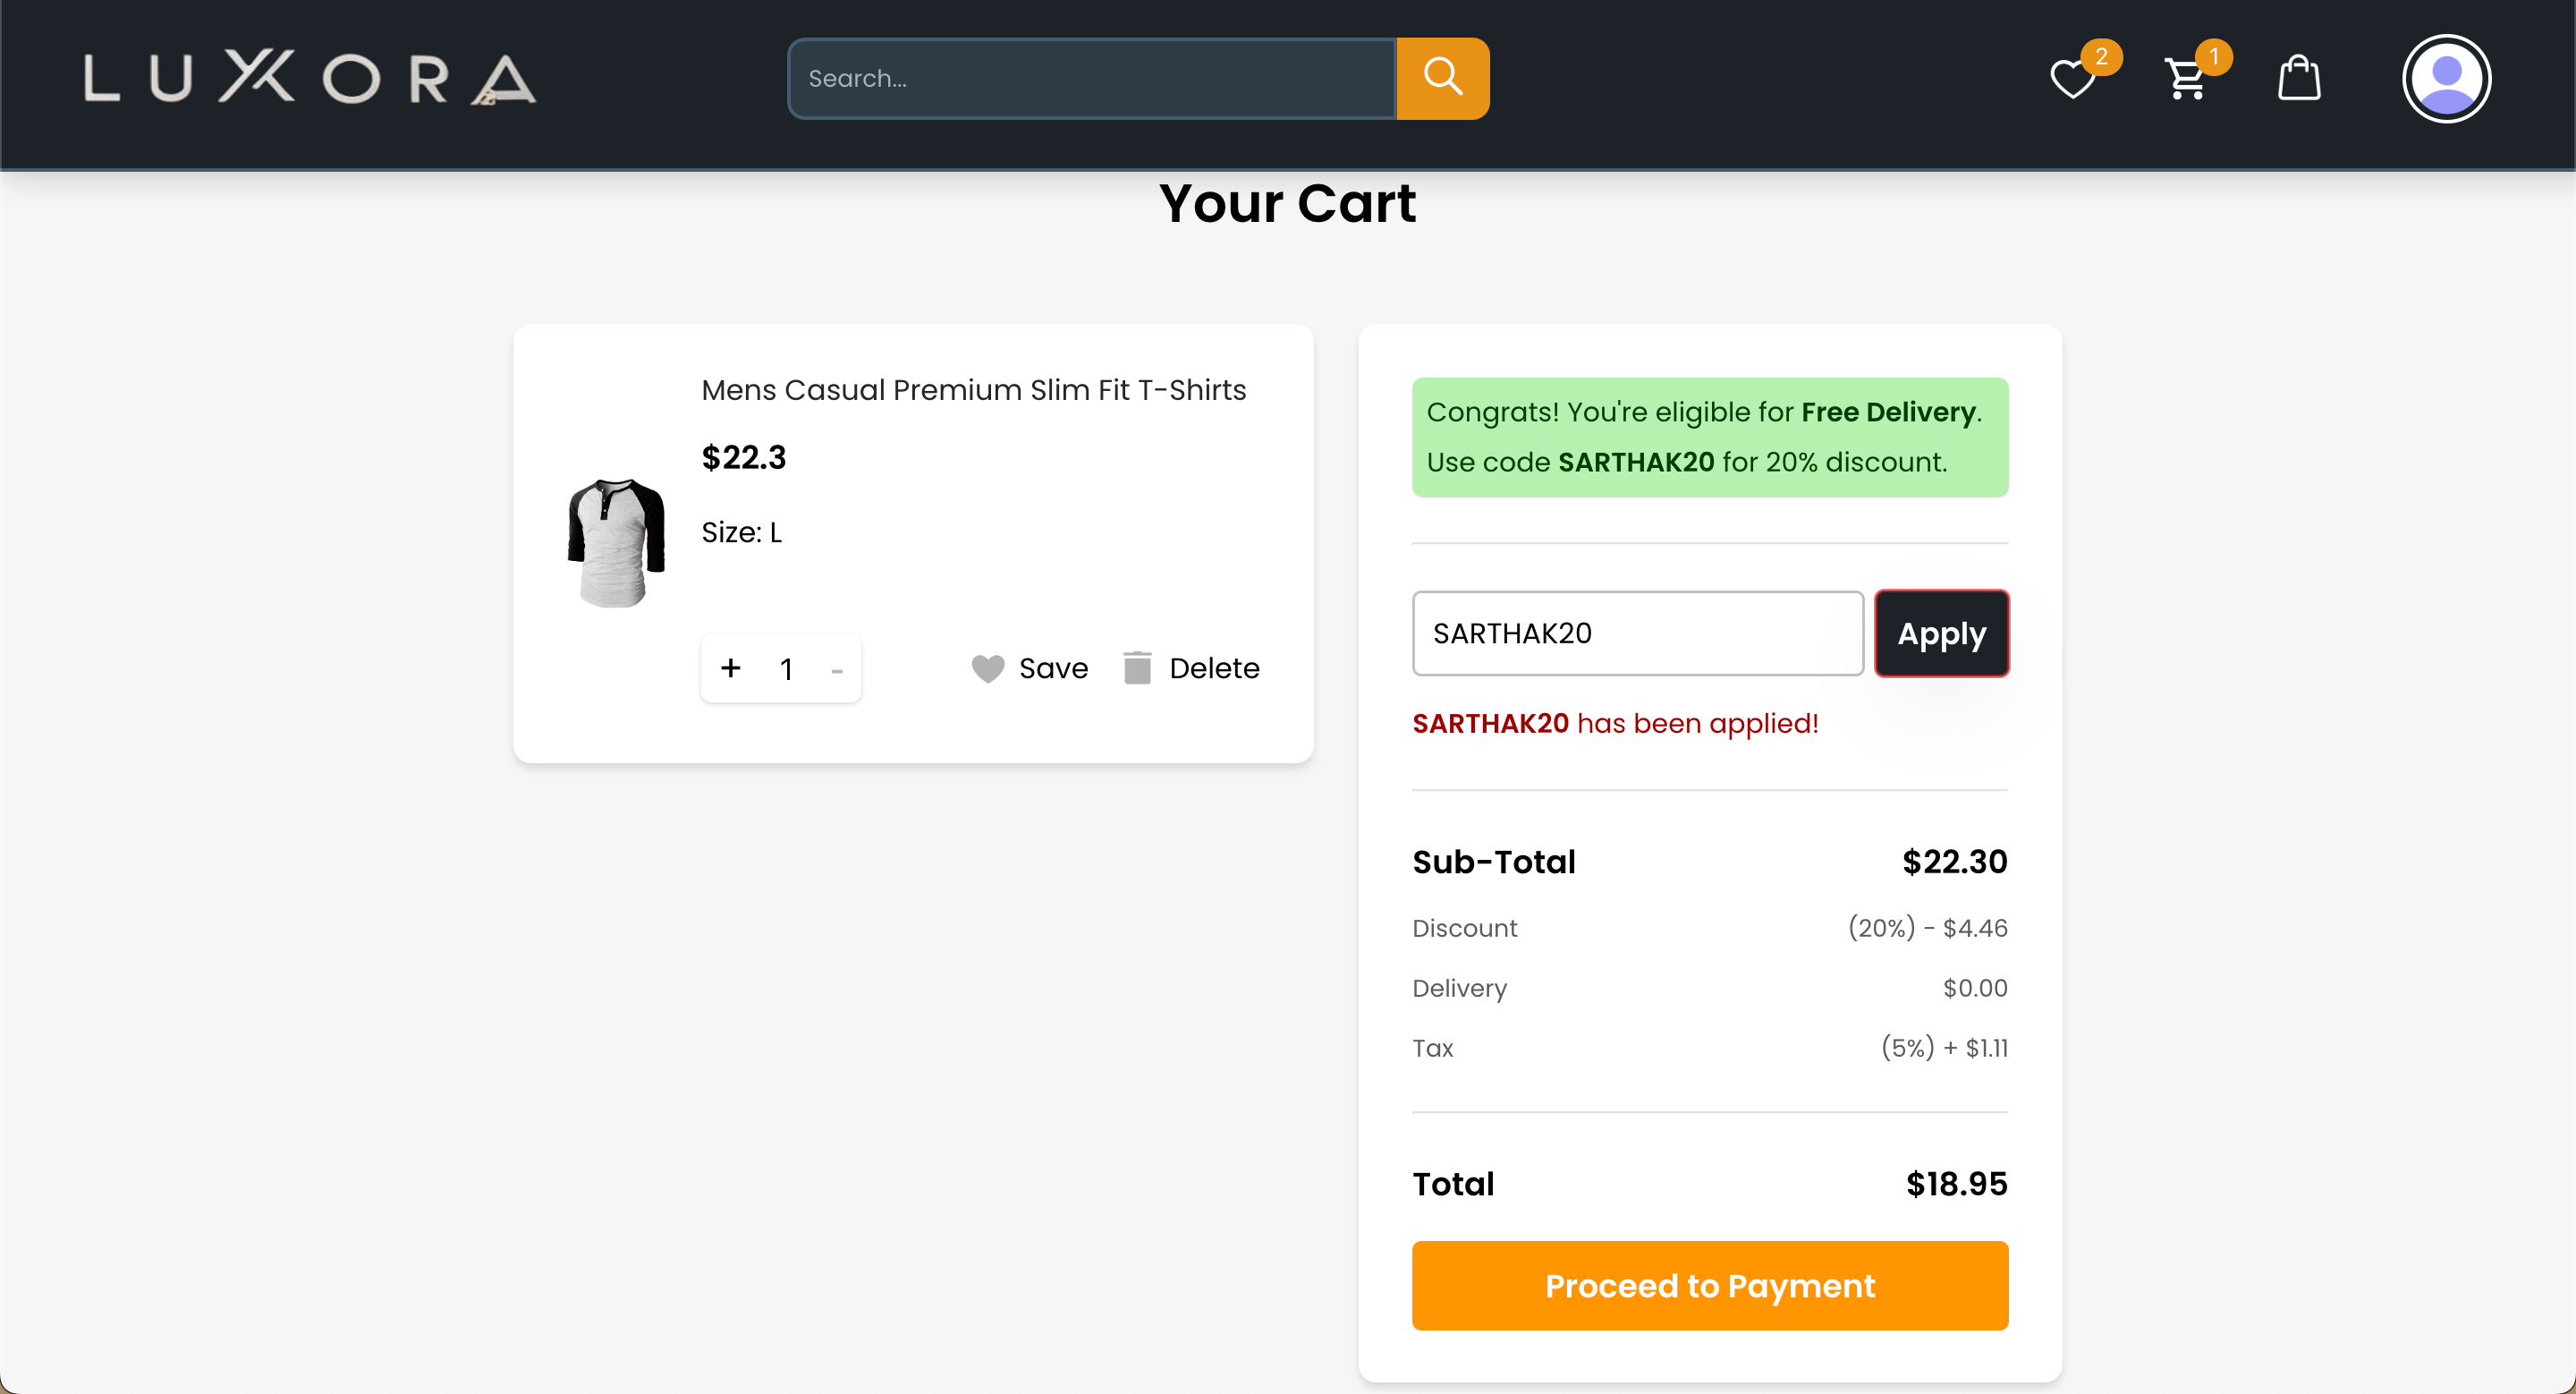 LUXORA
Search...
2
1
Your Cart
Mens Casual Premium Slim Fit T-Shirts
$22.3
Size: L
+ 1 -
Save
Delete
Congrats! You're eligible for Free Delivery.
Use code SARTHAK20 for 20% discount.
SARTHAK20
Apply
SARTHAK20 has been applied!
Sub-Total $22.30
Discount (20%) - $4.46
Delivery $0.00
Tax (5%) + $1.11
Total $18.95
Proceed to Payment